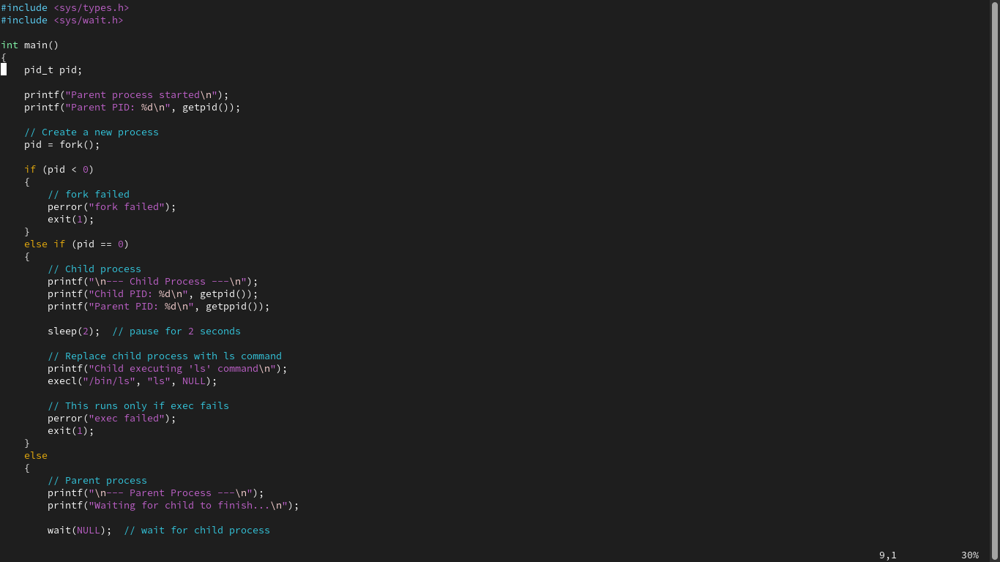 #include <sys/types.h>
#include <sys/wait.h>

int main()
{
    pid_t pid;

    printf("Parent process started\n");
    printf("Parent PID: %d\n", getpid());

    // Create a new process
    pid = fork();

    if (pid < 0)
    {
        // fork failed
        perror("fork failed");
        exit(1);
    }
    else if (pid == 0)
    {
        // Child process
        printf("\n--- Child Process ---\n");
        printf("Child PID: %d\n", getpid());
        printf("Parent PID: %d\n", getppid());

        sleep(2);  // pause for 2 seconds

        // Replace child process with ls command
        printf("Child executing 'ls' command\n");
        execl("/bin/ls", "ls", NULL);

        // This runs only if exec fails
        perror("exec failed");
        exit(1);
    }
    else
    {
        // Parent process
        printf("\n--- Parent Process ---\n");
        printf("Waiting for child to finish...\n");

        wait(NULL);  // wait for child process

9,1 30%